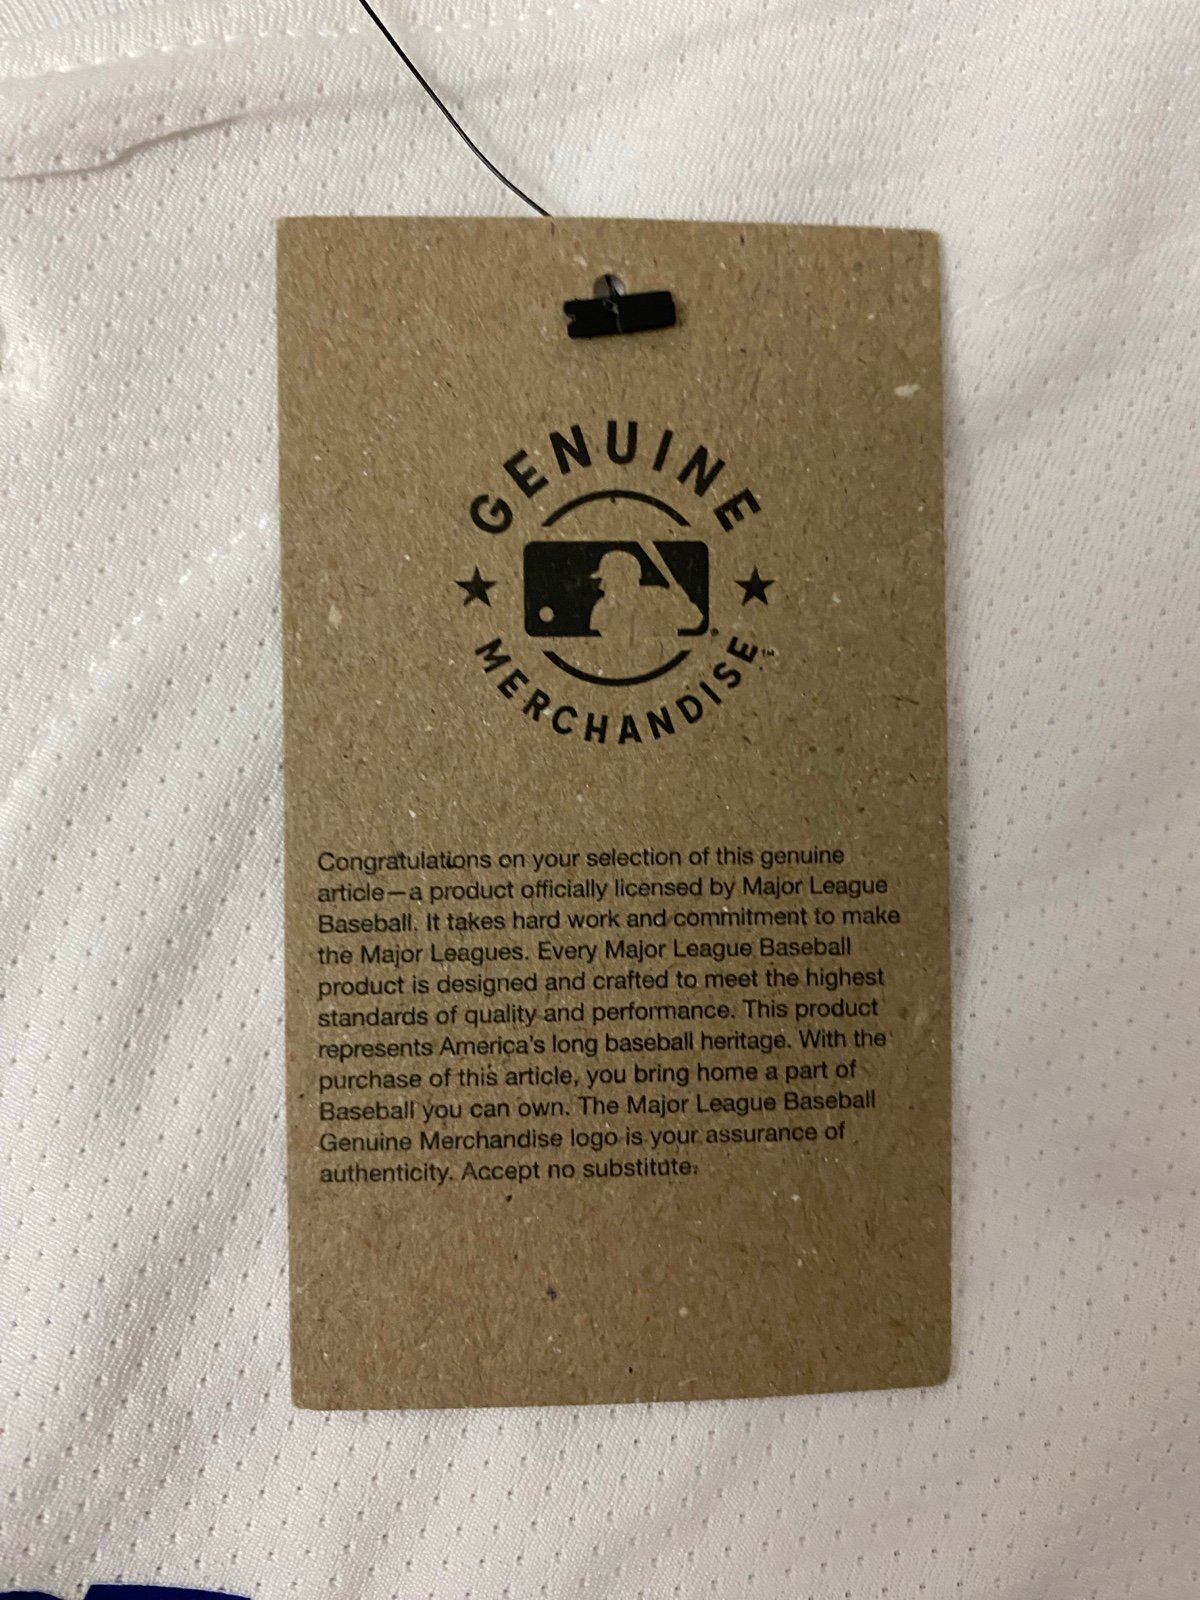 GENUINE
MERCHANDISE™
Congratulations on your selection of this genuine
article—a product officially licensed by Major League
Baseball. It takes hard work and commitment to make
the Major Leagues. Every Major League Baseball
product is designed and crafted to meet the highest
standards of quality and performance. This product
represents America's long baseball heritage. With the
purchase of this article, you bring home a part of
Baseball you can own. The Major League Baseball
Genuine Merchandise logo is your assurance of
authenticity. Accept no substitute.